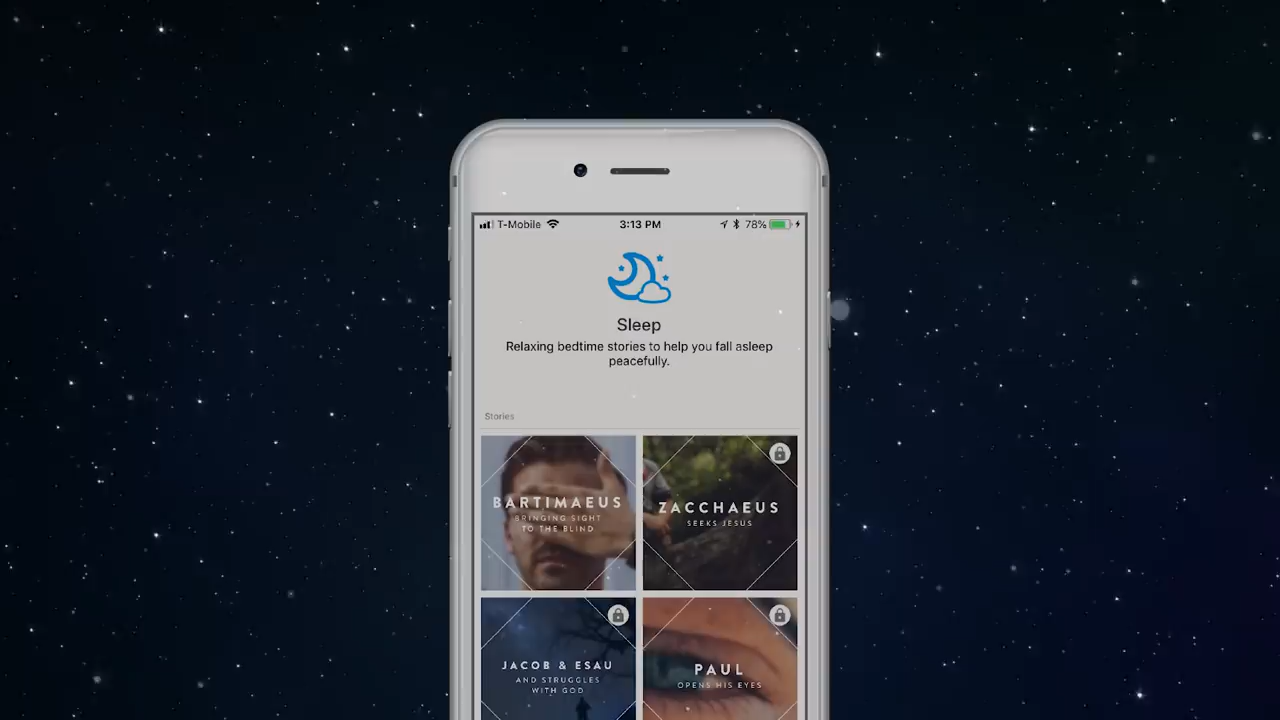 T-Mobile 3:13 PM 78%
Sleep
Relaxing bedtime stories to help you fall asleep
peacefully.
Stories
BARTIMAEUS
BRINGING SIGHT
TO THE BLIND
ZACCHAEUS
SEEKS JESUS
JACOB & ESAU
AND STRUGGLES
WITH GOD
PAUL
OPENS HIS EYES